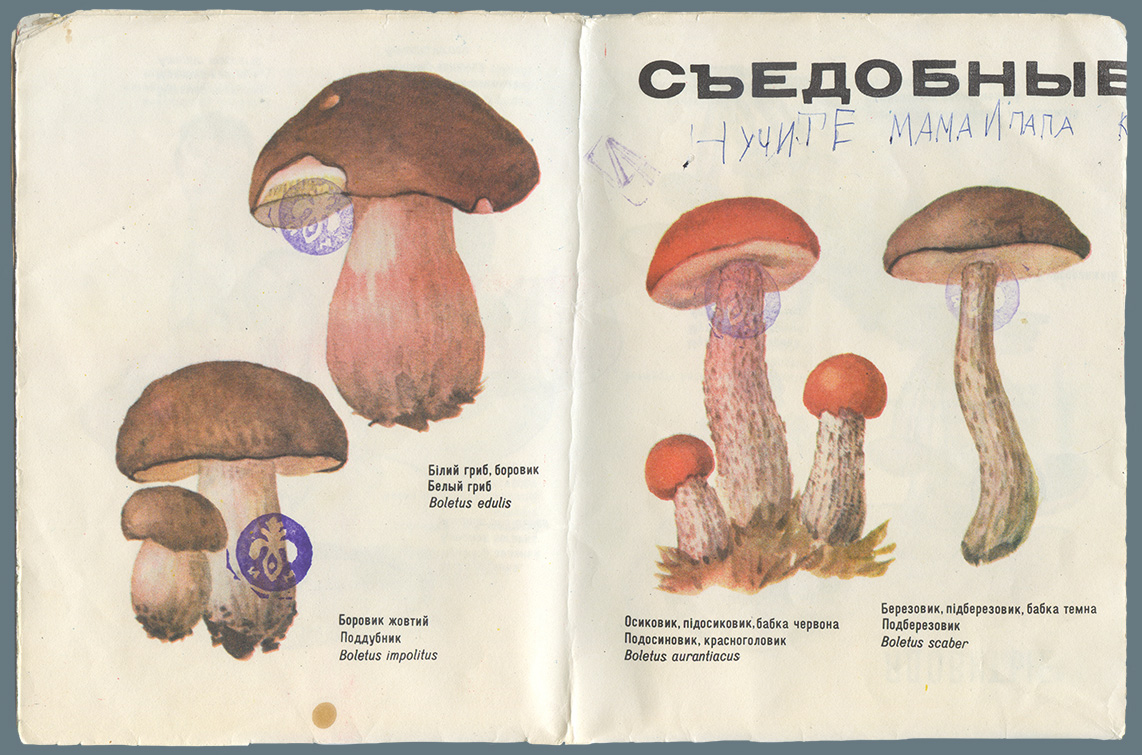 Білий гриб, боровик
Белый гриб
Boletus edulis
Боровик жовтий
Поддубник
Boletus impolitus
СЪЕДОБНЫЕ
НУЧИТЕ МАМА И ПАПА К
Осиковик, підосиковик, бабка червона
Подосиновик, красноголовик
Boletus aurantiacus
Березовик, підберезовик, бабка темна
Подберезовик
Boletus scaber